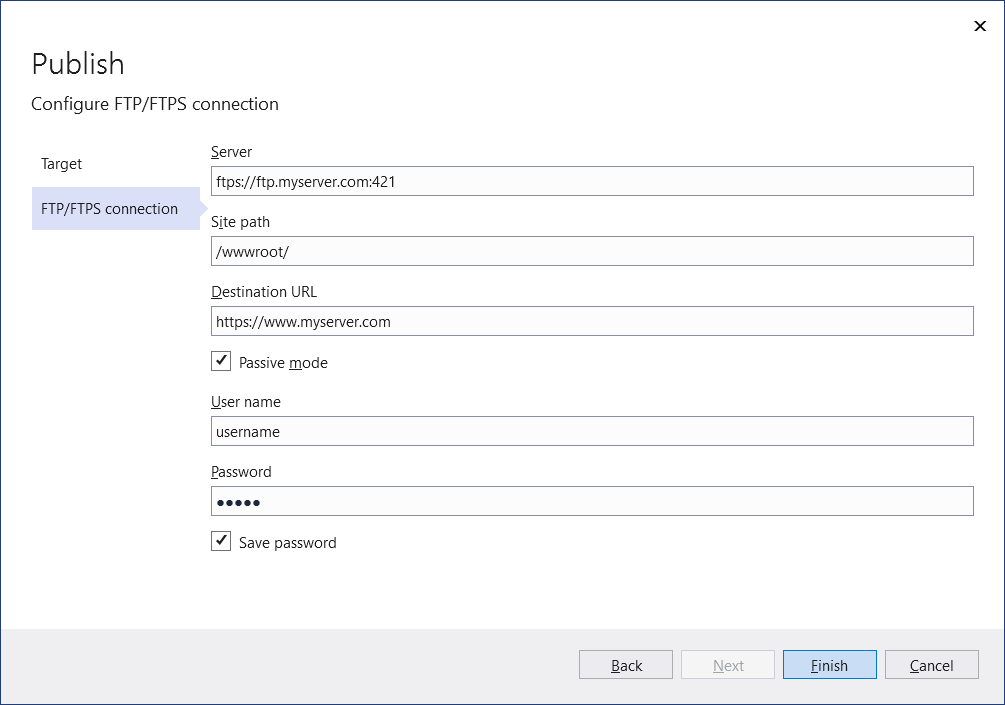 Publish
Configure FTP/FTPS connection
Target
FTP/FTPS connection
Server
ftps://ftp.myserver.com:421
Site path
/wwwroot/
Destination URL
https://www.myserver.com
Passive mode
User name
username
Password
●●●●●
Save password
Back
Next
Finish
Cancel